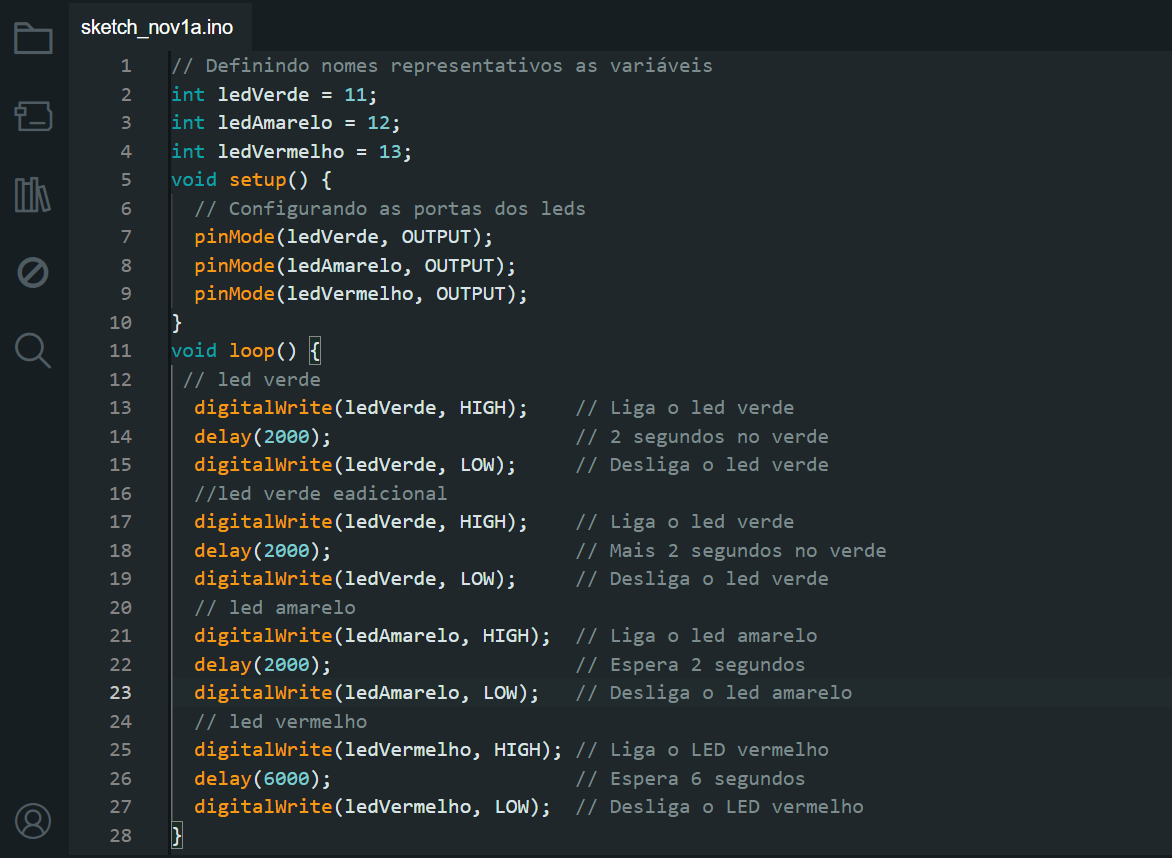 sketch_nov1a.ino
1 // Definindo nomes representativos as variáveis
2 int ledVerde = 11;
3 int ledAmarelo = 12;
4 int ledVermelho = 13;
5 void setup() {
6 // Configurando as portas dos leds
7 pinMode(ledVerde, OUTPUT);
8 pinMode(ledAmarelo, OUTPUT);
9 pinMode(ledVermelho, OUTPUT);
10 }
11 void loop() {
12 // led verde
13 digitalWrite(ledVerde, HIGH); // Liga o led verde
14 delay(2000); // 2 segundos no verde
15 digitalWrite(ledVerde, LOW); // Desliga o led verde
16 //led verde eadicional
17 digitalWrite(ledVerde, HIGH); // Liga o led verde
18 delay(2000); // Mais 2 segundos no verde
19 digitalWrite(ledVerde, LOW); // Desliga o led verde
20 // led amarelo
21 digitalWrite(ledAmarelo, HIGH); // Liga o led amarelo
22 delay(2000); // Espera 2 segundos
23 digitalWrite(ledAmarelo, LOW); // Desliga o led amarelo
24 // led vermelho
25 digitalWrite(ledVermelho, HIGH); // Liga o LED vermelho
26 delay(6000); // Espera 6 segundos
27 digitalWrite(ledVermelho, LOW); // Desliga o LED vermelho
28 }